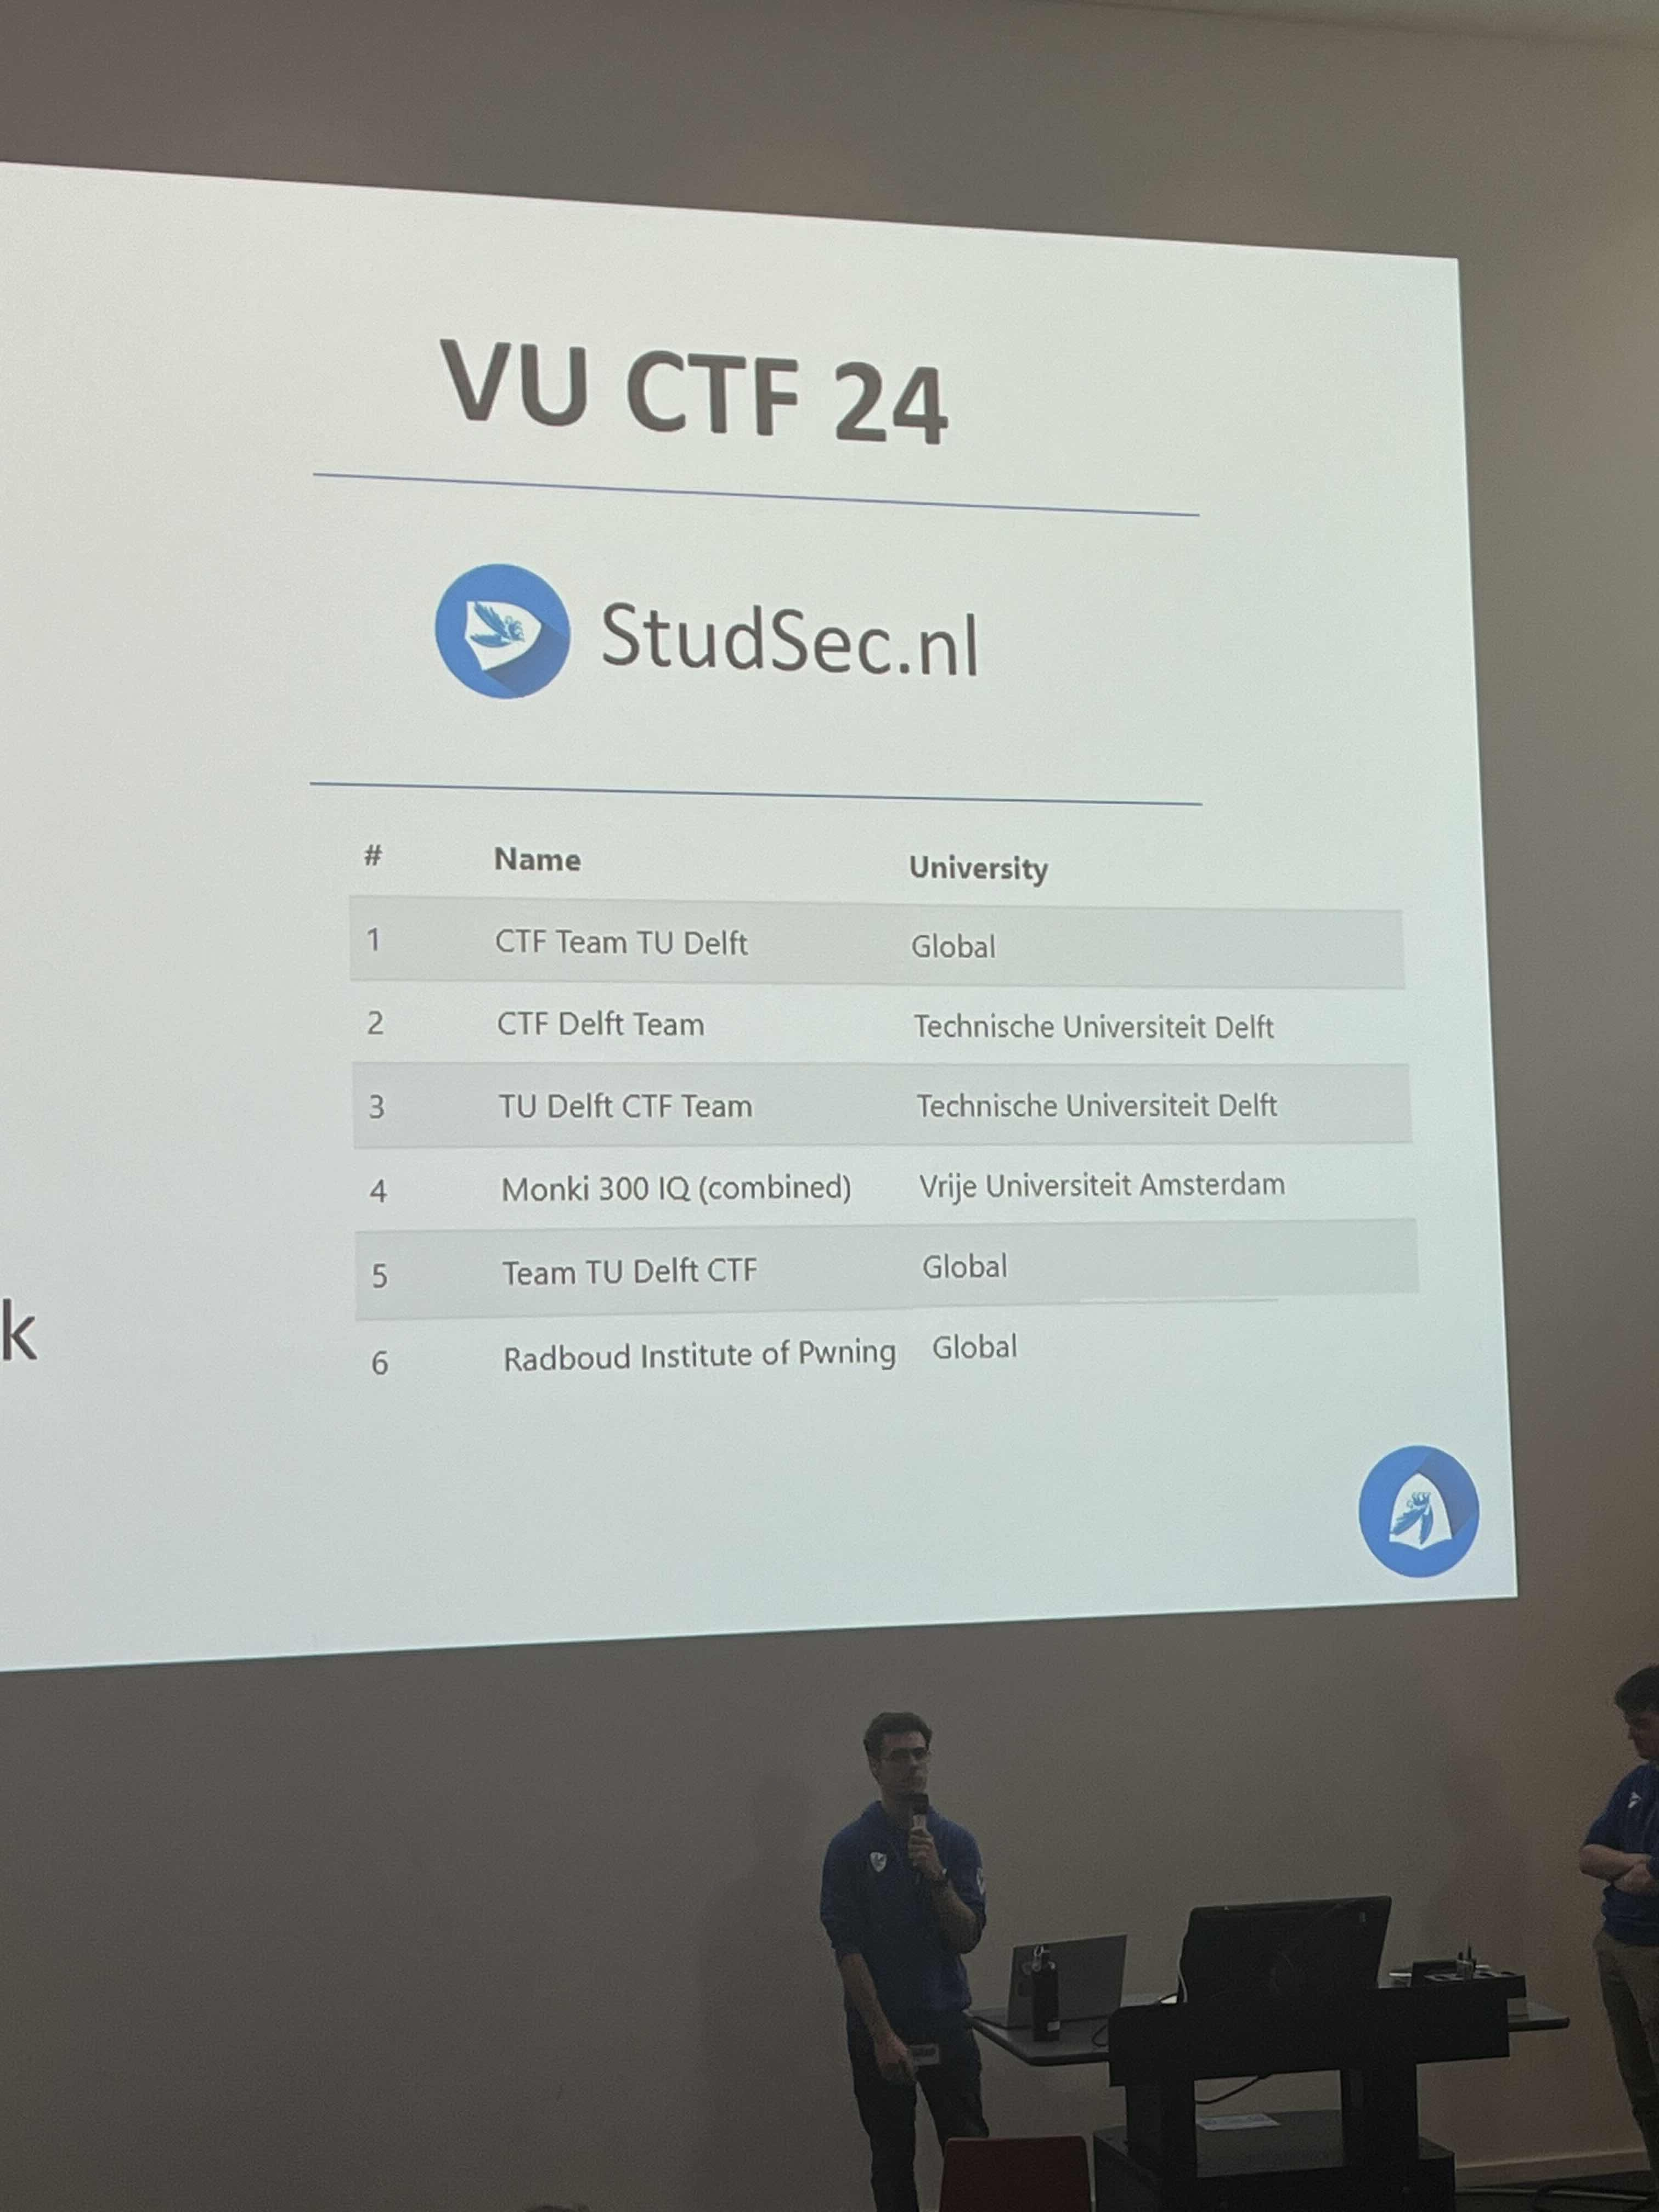 VU CTF 24
StudSec.nl
# Name University
1 CTF Team TU Delft Global
2 CTF Delft Team Technische Universiteit Delft
3 TU Delft CTF Team Technische Universiteit Delft
4 Monki 300 IQ (combined) Vrije Universiteit Amsterdam
5 Team TU Delft CTF Global
k
6 Radboud Institute of Pwning Global